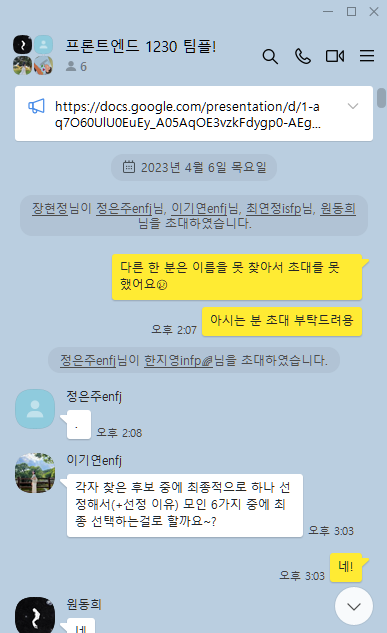 프론트엔드 1230 팀플!
6
https://docs.google.com/presentation/d/1-a
q7O60UlU0EuEy_A05AqOE3vzkFdygp0-AEg...
2023년 4월 6일 목요일
장현정님이 정은주enfj님, 이기연enfj님, 최연정isfp님, 원동희
님을 초대하였습니다.
다른 한 분은 이름을 못 찾아서 초대를 못
했어요😥
아시는 분 초대 부탁드려용
오후 2:07
정은주enfj님이 한지영infp🌈님을 초대하였습니다.
정은주enfj
.
오후 2:08
이기연enfj
각자 찾은 후보 중에 최종적으로 하나 선
정해서(+선정 이유) 모인 6가지 중에 최
종 선택하는걸로 할까요~?
오후 3:03
네!
오후 3:03
원동희
네